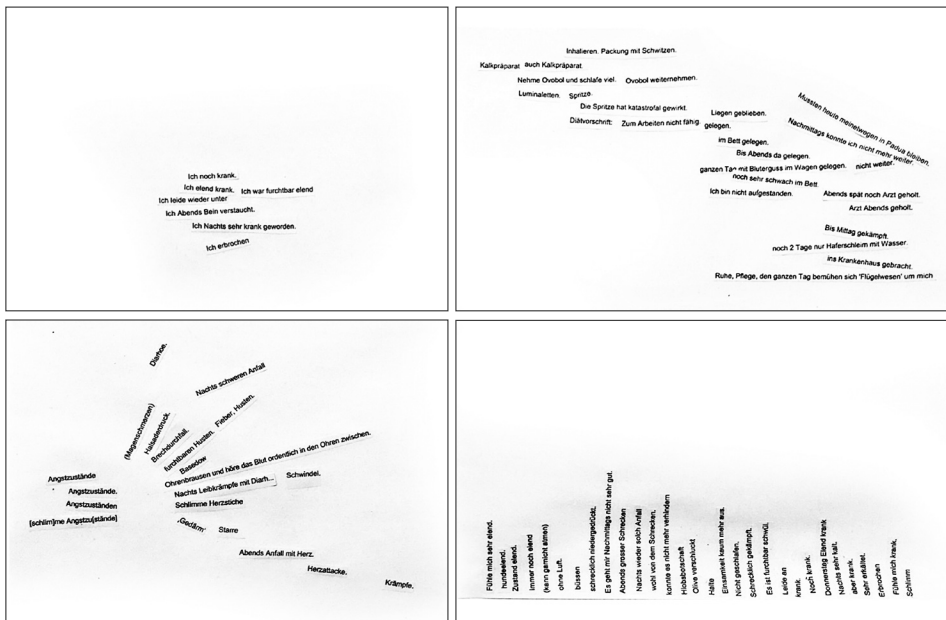 Ich noch krank.
Ich elend krank.
Ich war furchtbar elend
Ich leide wieder unter
Ich Abends Bein verstaucht.
Ich Nachts sehr krank geworden.
Ich erbrochen
Inhalieren. Packung mit Schwitzen.
Kalkpräparat
auch Kalkpräparat.
Nehme Ovobol und schlafe viel.
Ovobol weiternehmen.
Luminaletten.
Spritze.
Die Spritze hat katastrofal gewirkt.
Diätvorschrift:
Zum Arbeiten nicht fähig.
Liegen geblieben.
gelegen.
Mussten heute meinetwegen in Padua bleiben.
Nachmittags konnte ich nicht mehr weiter.
im Bett gelegen.
Bis Abends da gelegen.
ganzen Tag mit Bluterguss im Wagen gelegen.
nicht weiter.
noch sehr schwach im Bett
Ich bin nicht aufgestanden.
Abends spät noch Arzt geholt.
Arzt Abends geholt.
Bis Mittag gekämpft.
noch 2 Tage nur Haferschleim mit Wasser.
ins Krankenhaus gebracht.
Ruhe, Pflege, den ganzen Tag bemühen sich 'Flügelwesen' um mich
Diarhoe.
Nachts schweren Anfall
(Magenschmerzen)
Halsaderdruck.
Brechdurchfall.
furchtbaren Husten.
Fieber, Husten.
Basedow
Ohrenbrausen und höre das Blut ordentlich in den Ohren zwischen.
Nachts Leibkrämpfe mit Diarh...
Schwindel.
Schlimme Herzstiche
Angstzustände
Angstzustände.
Angstzuständen
[schlim]me Angstzu[stände]
‚Gedärm'
Starre
Abends Anfall mit Herz.
Herzattacke.
Krämpfe.
Fühle mich sehr elend.
hundeelend.
Zustand elend.
immer noch elend
(kann garnicht atmen)
ohne Luft.
büssen
schrecklich niedergedrückt.
Es geht mir Nachmittags nicht sehr gut.
Abends grosser Schrecken
Nachts wieder solch Anfall
wohl von dem Schrecken.
konnte es nicht mehr verhindern
Hiobsbotschaft
Olive verschluckt
Halte
Einsamkeit kaum mehr aus.
Nicht geschlafen.
Schrecklich gekämpft.
Es ist furchtbar schwül.
Leide an
krank
Noch krank.
Donnerstag Elend krank
Nachts sehr kalt.
aber krank.
Sehr erkältet.
Erbrochen
Fühle mich krank.
Schlimm